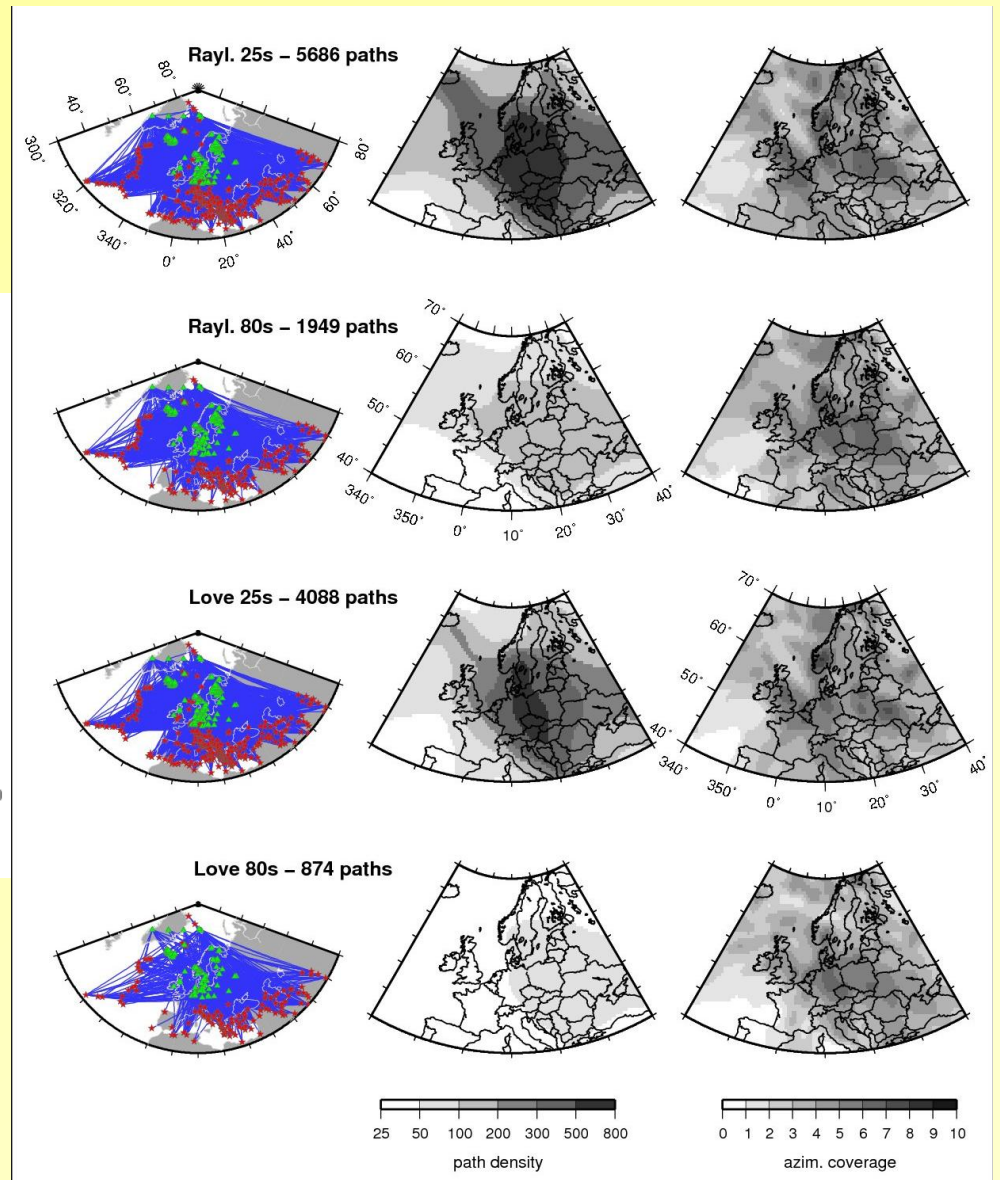 Rayl. 25s – 5686 paths
300˚ 320˚ 340˚ 0˚ 20˚ 40˚ 60˚ 80˚
40˚ 60˚ 80˚
Rayl. 80s – 1949 paths
70˚ 60˚ 50˚ 40˚
340˚ 350˚ 0˚ 10˚ 20˚ 30˚ 40˚
Love 25s – 4088 paths
70˚ 60˚ 50˚ 40˚
340˚ 350˚ 0˚ 10˚ 20˚ 30˚ 40˚
Love 80s – 874 paths
25 50 100 200 300 500 800
path density
0 1 2 3 4 5 6 7 8 9 10
azim. coverage